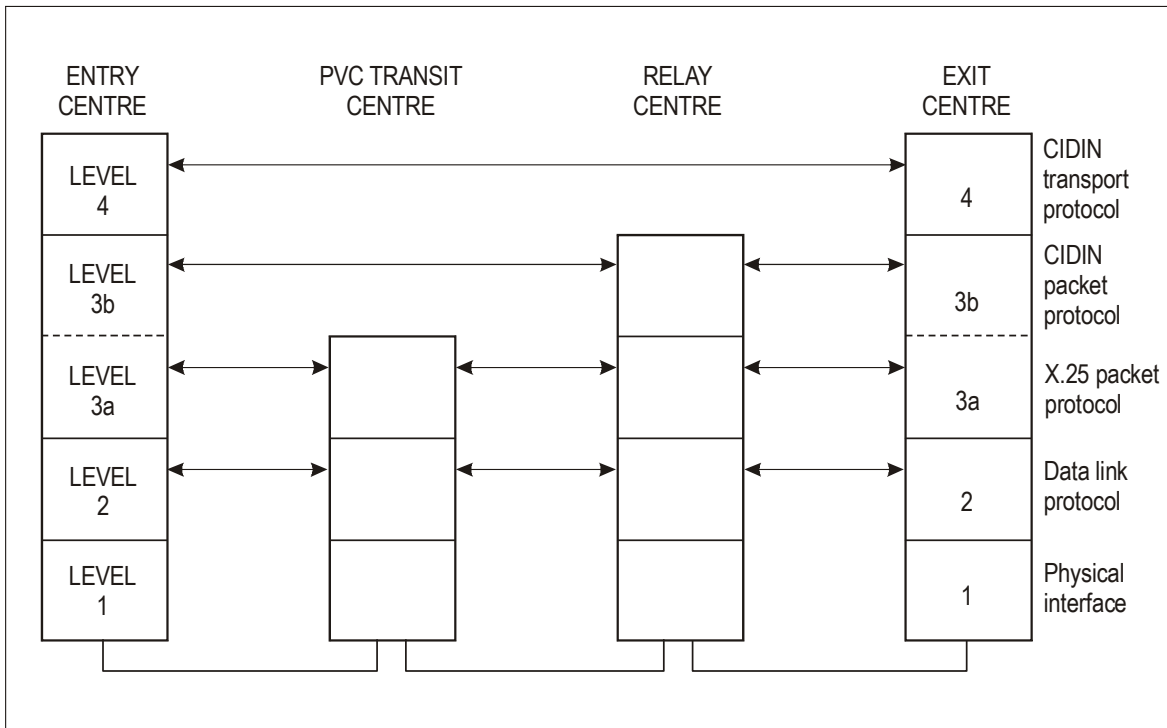 ENTRY
CENTRE
PVC TRANSIT
CENTRE
RELAY
CENTRE
EXIT
CENTRE
LEVEL
4
4
CIDIN
transport
protocol
LEVEL
3b
3b
CIDIN
packet
protocol
LEVEL
3a
3a
X.25 packet
protocol
LEVEL
2
2
Data link
protocol
LEVEL
1
1
Physical
interface